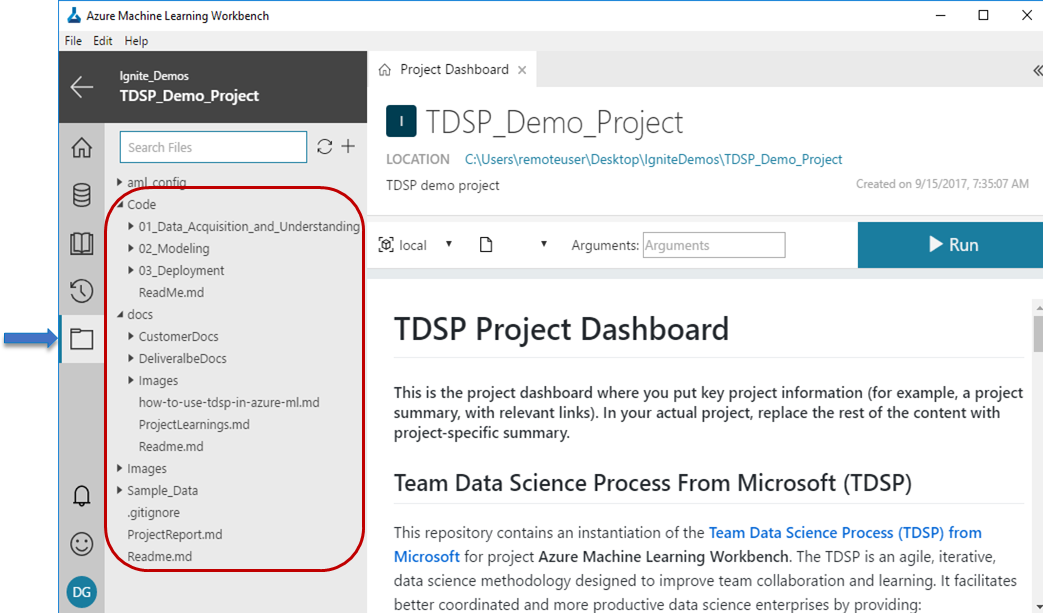 Azure Machine Learning Workbench
File Edit Help
Ignite_Demos
TDSP_Demo_Project
Search Files
aml_config
Code
01_Data_Acquisition_and_Understanding
02_Modeling
03_Deployment
ReadMe.md
docs
CustomerDocs
DeliveralbeDocs
Images
how-to-use-tdsp-in-azure-ml.md
ProjectLearnings.md
Readme.md
Images
Sample_Data
.gitignore
ProjectReport.md
Readme.md
DG
Project Dashboard
I
TDSP_Demo_Project
LOCATION C:\Users\remoteuser\Desktop\IgniteDemos\TDSP_Demo_Project
TDSP demo project
Created on 9/15/2017, 7:35:07 AM
local
Arguments: Arguments
Run
TDSP Project Dashboard
This is the project dashboard where you put key project information (for example, a project
summary, with relevant links). In your actual project, replace the rest of the content with
project-specific summary.
Team Data Science Process From Microsoft (TDSP)
This repository contains an instantiation of the Team Data Science Process (TDSP) from
Microsoft for project Azure Machine Learning Workbench. The TDSP is an agile, iterative,
data science methodology designed to improve team collaboration and learning. It facilitates
better coordinated and more productive data science enterprises by providing: